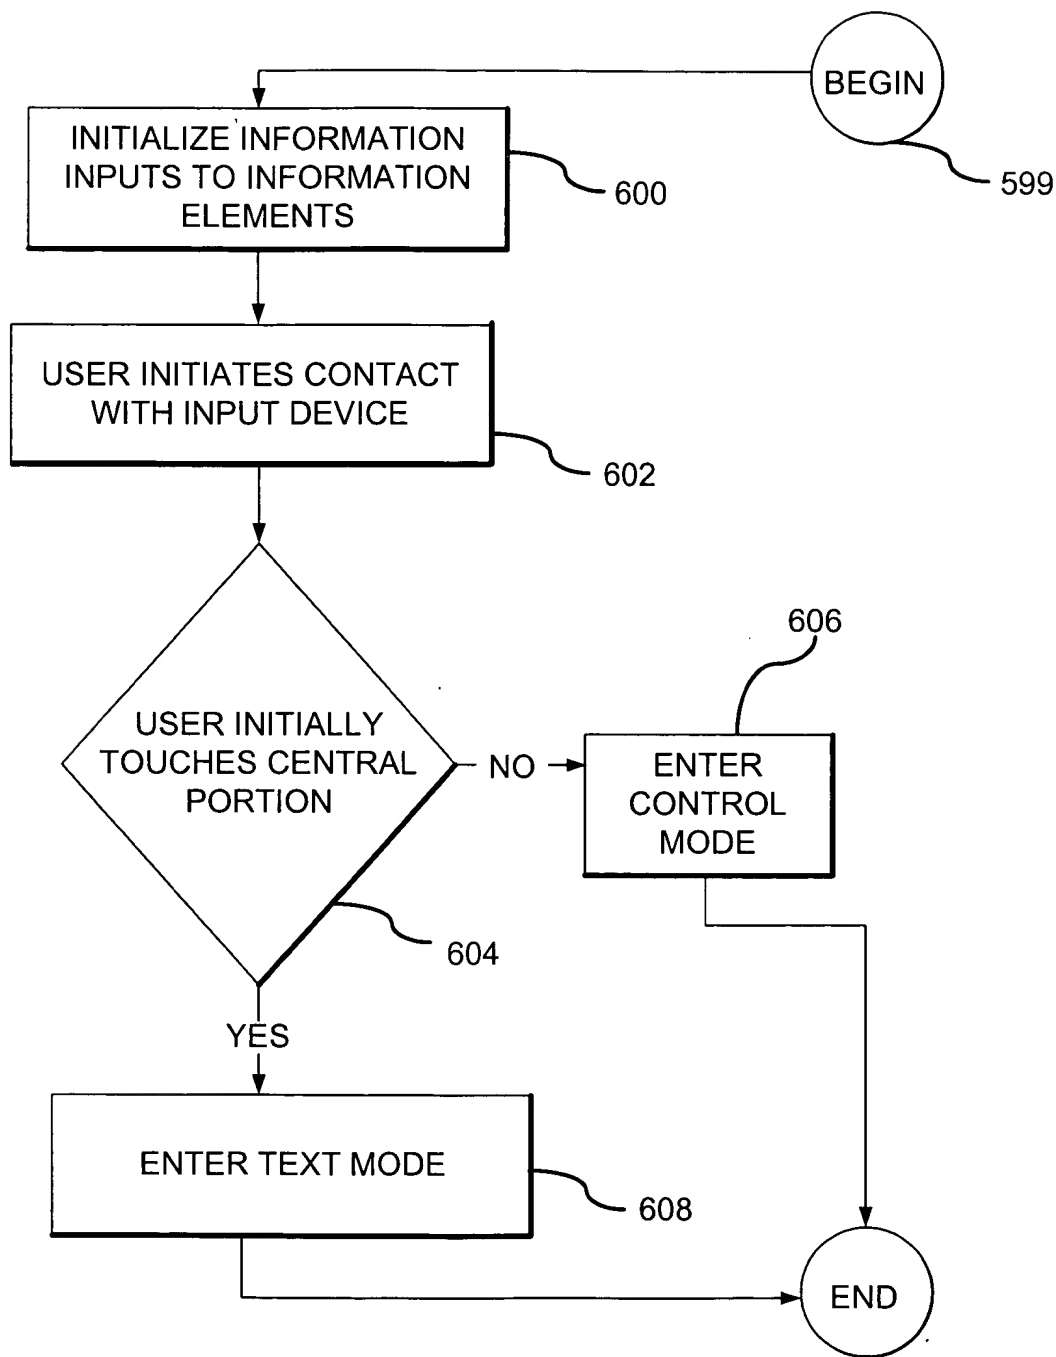 BEGIN
599
INITIALIZE INFORMATION
INPUTS TO INFORMATION
ELEMENTS
600
USER INITIATES CONTACT
WITH INPUT DEVICE
602
USER INITIALLY
TOUCHES CENTRAL
PORTION
604
NO
606
ENTER
CONTROL
MODE
YES
ENTER TEXT MODE
608
END